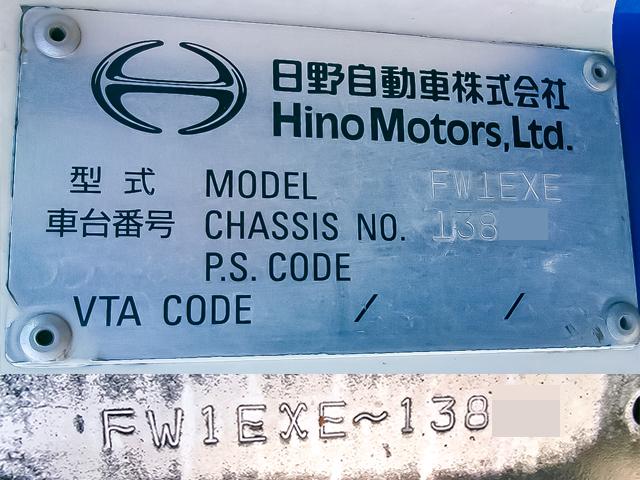 日野自動車株式会社
Hino Motors, Ltd.
型式 MODEL FW1EXE
車台番号 CHASSIS NO. 138
P.S. CODE
VTA CODE / /
FW1EXE~138